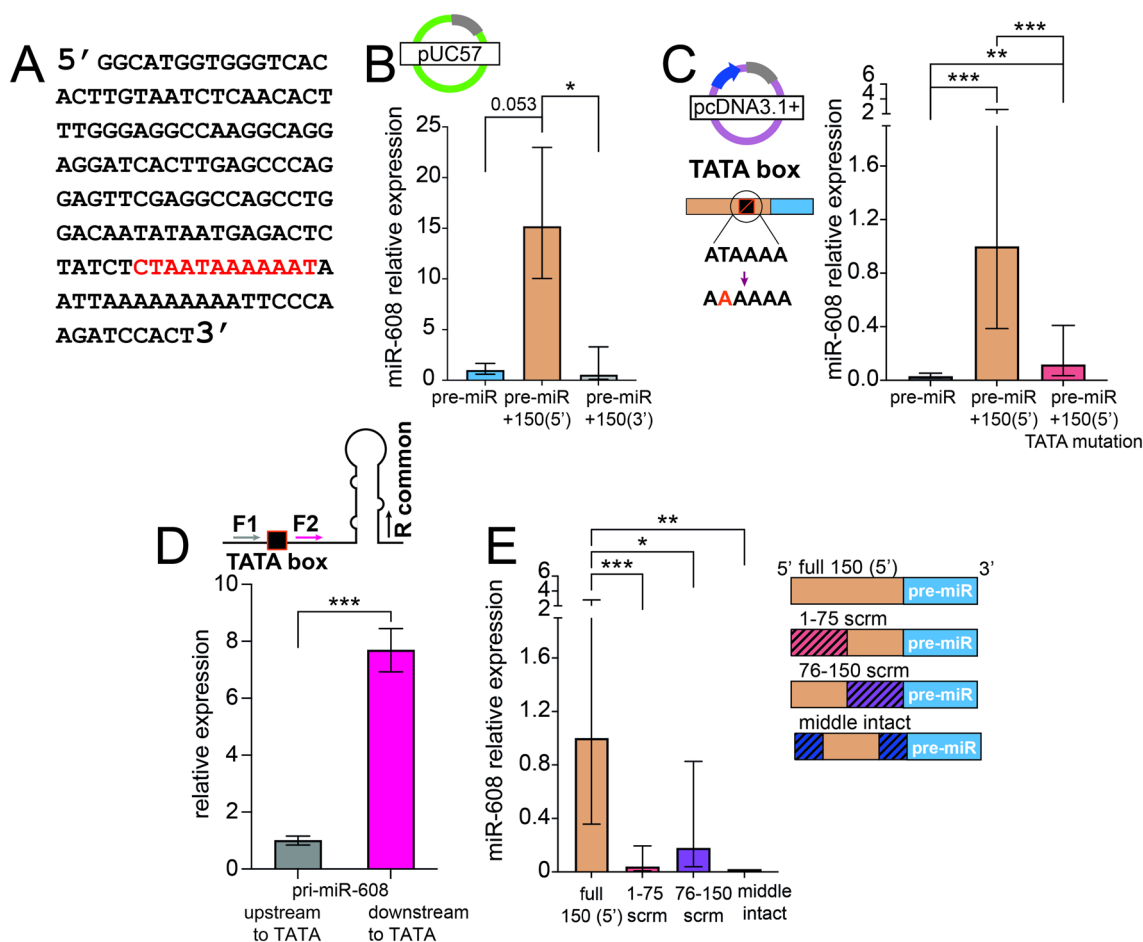 A
5' GGCATGGTGGGTCAC
ACTTGTAATCTCAACACT
TTGGGAGGCCAAGGCAGG
AGGATCACTTGAGCCCAG
GAGTTCGAGGCCAGCCTG
GACAATATAATGAGACTC
TATCTCTAATAAAAAATA
ATTAAAAAAAAATTCCCA
AGATCCACT3'
B
pUC57
miR-608 relative expression
25
20
15
10
5
0
0.053
*
pre-miR
pre-miR
+150(5')
pre-miR
+150(3')
C
pcDNA3.1+
TATA box
ATAAAA
AAAAAA
miR-608 relative expression
6
4
2
1.6
1.2
0.8
0.4
0.0
***
**
***
pre-miR
pre-miR
+150(5')
pre-miR
+150(5')
TATA mutation
D
F1
F2
TATA box
R common
relative expression
10
8
6
4
2
0
***
pri-miR-608
upstream
to TATA
downstream
to TATA
E
miR-608 relative expression
6
4
2
1.6
1.2
0.8
0.4
0
**
*
***
full
150 (5')
1-75
scrm
76-150
scrm
middle
intact
5' full 150 (5') 3'
pre-miR
1-75 scrm
pre-miR
76-150 scrm
pre-miR
middle intact
pre-miR